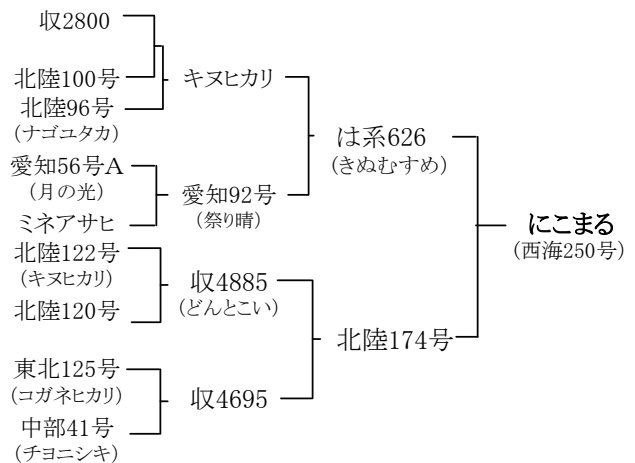 収2800
北陸100号
北陸96号
(ナゴユタカ)
キヌヒカリ
愛知56号A
(月の光)
ミネアサヒ
愛知92号
(祭り晴)
は系626
(きぬむすめ)
北陸122号
(キヌヒカリ)
北陸120号
収4885
(どんとこい)
東北125号
(コガネヒカリ)
中部41号
(チヨニシキ)
収4695
北陸174号
にこまる
(西海250号)